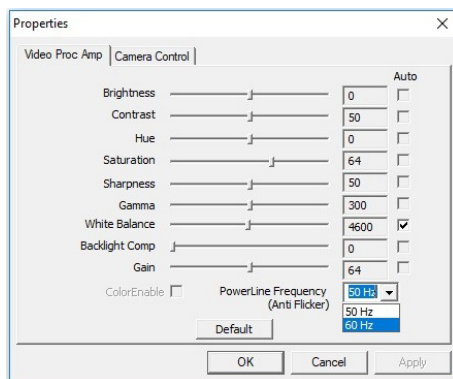 Properties
Video Proc Amp Camera Control
Auto
Brightness 0
Contrast 50
Hue 0
Saturation 64
Sharpness 50
Gamma 300
White Balance 4600
Backlight Comp 0
Gain 64
ColorEnable PowerLine Frequency 50 Hz
(Anti Flicker)
50 Hz
60 Hz
Default
OK Cancel Apply